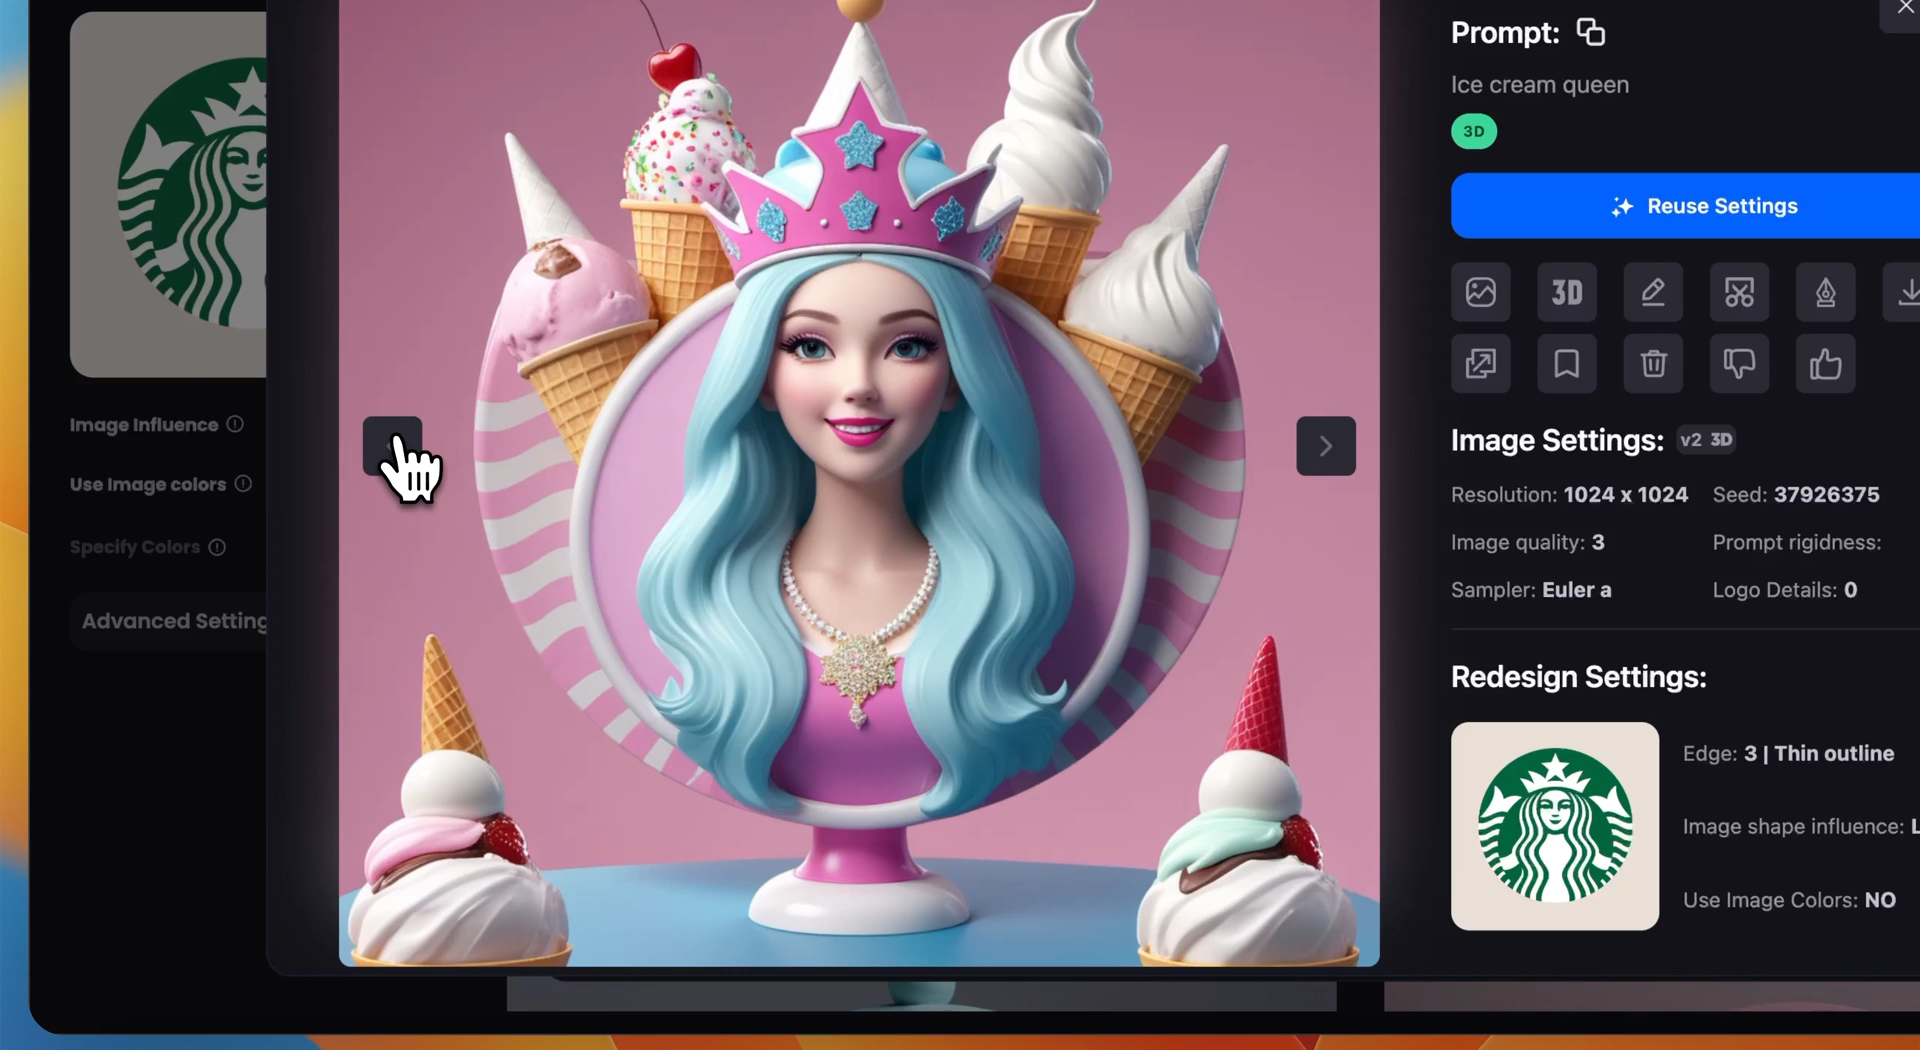 Prompt:
Ice cream queen
3D
Reuse Settings
3D
Image Settings: v2 3D
Resolution: 1024 x 1024 Seed: 37926375
Image quality: 3 Prompt rigidness:
Sampler: Euler a Logo Details: 0
Redesign Settings:
Edge: 3 | Thin outline
Image shape influence: L
Use Image Colors: NO
Image Influence
Use Image colors
Specify Colors
Advanced Setting